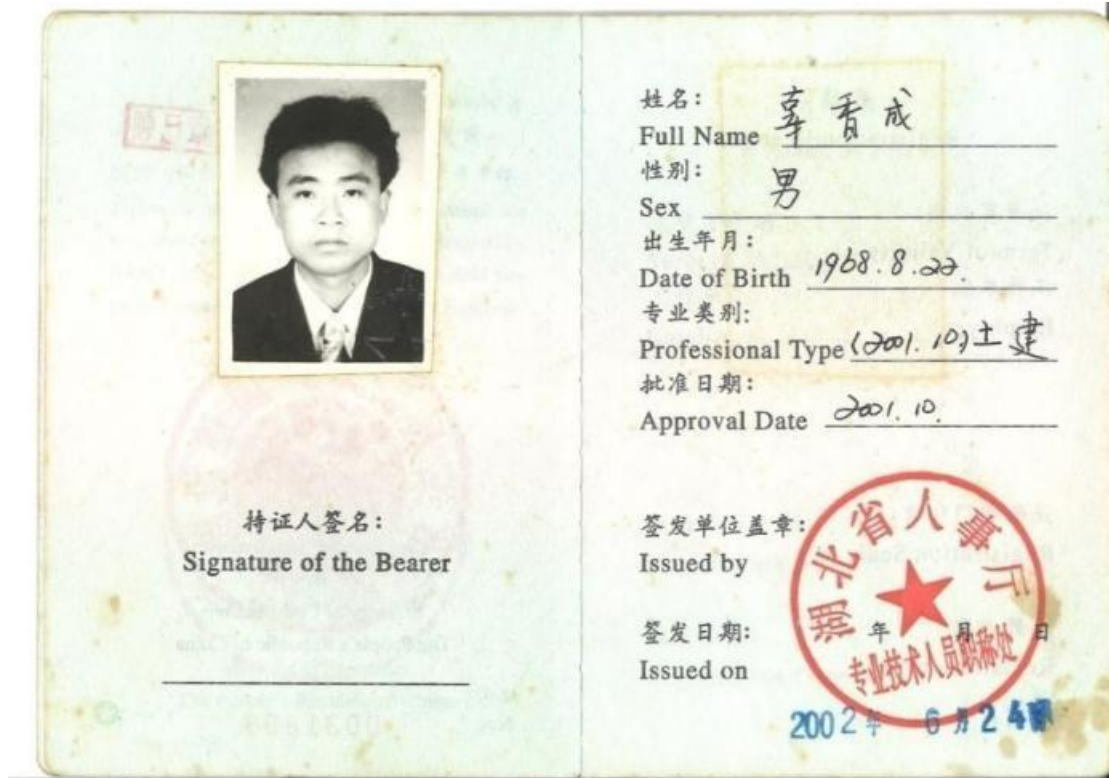 持证人签名:
Signature of the Bearer
姓名:
Full Name 辜香成
性别:
Sex 男
出生年月:
Date of Birth 1968.8.22.
专业类别:
Professional Type (2001.10)土建
批准日期:
Approval Date 2001.10.
签发单位盖章:
Issued by
湖北省人事厅
专业技术人员职称处
签发日期: 年 月 日
Issued on
2002年 6月24日